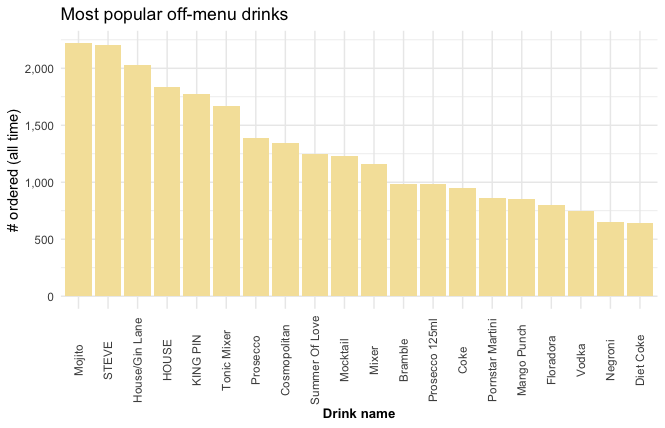 Most popular off-menu drinks
# ordered (all time)
2,000
1,500
1,000
500
0
Mojito
STEVE
House/Gin Lane
HOUSE
KING PIN
Tonic Mixer
Prosecco
Cosmopolitan
Summer Of Love
Mocktail
Mixer
Bramble
Prosecco 125ml
Coke
Pornstar Martini
Mango Punch
Floradora
Vodka
Negroni
Diet Coke
Drink name